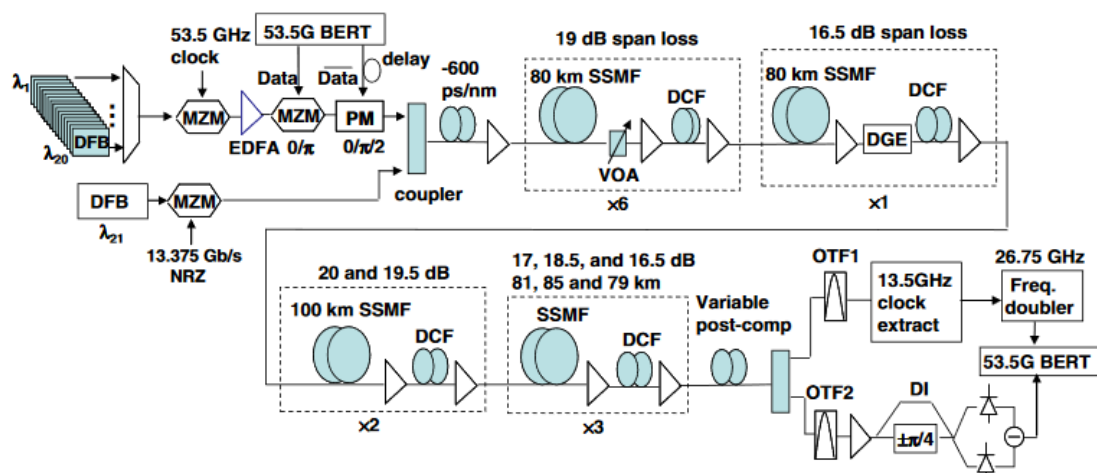 53.5 GHz
clock
53.5G BERT
Data
Data
delay
λ1
λ20
DFB
MZM
EDFA
MZM
0/π
PM
0/π/2
-600
ps/nm
coupler
DFB
λ21
MZM
13.375 Gb/s
NRZ
19 dB span loss
80 km SSMF
DCF
VOA
x6
16.5 dB span loss
80 km SSMF
DCF
DGE
x1
20 and 19.5 dB
100 km SSMF
DCF
x2
17, 18.5, and 16.5 dB
81, 85 and 79 km
SSMF
DCF
x3
Variable
post-comp
OTF1
13.5GHz
clock
extract
26.75 GHz
Freq.
doubler
53.5G BERT
OTF2
DI
±π/4